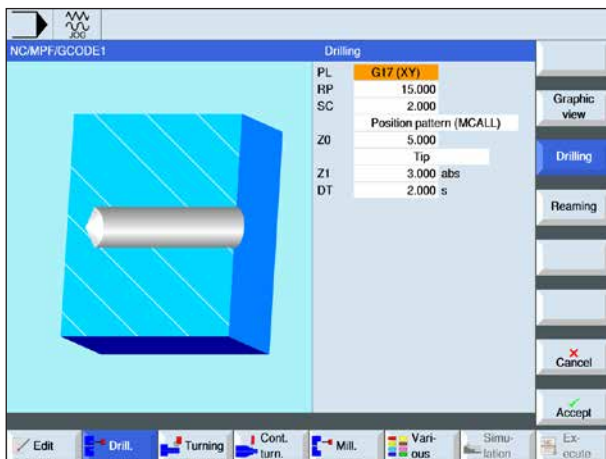 JOG
NC/MPF/GCODE1
Drilling
PL G17 (XY)
RP 15.000
SC 2.000
Position pattern (MCALL)
Z0 5.000
Tip
Z1 3.000 abs
DT 2.000 s
Graphic
view
Drilling
Reaming
Cancel
Accept
Edit
Drill.
Turning
Cont.
turn.
Mill.
Vari-
ous
Simu-
lation
Ex-
ecute